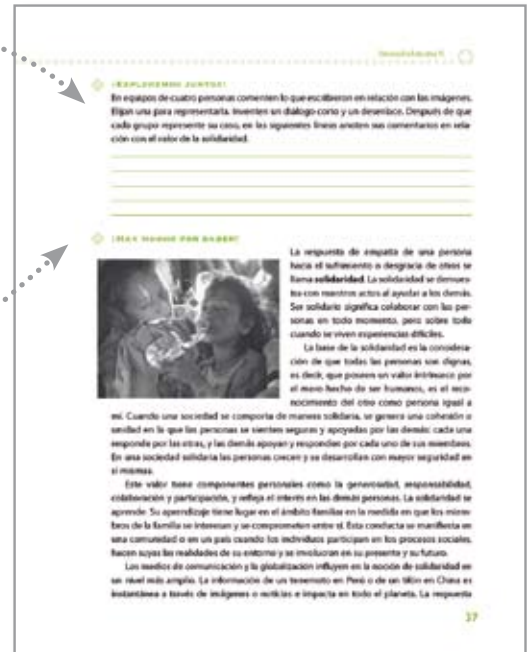 ¡EXPLOREMOS JUNTOS!
En equipos de cuatro personas comenten lo que escribieron en relación con las imágenes.
Elijan una para representarla. Inventen un diálogo corto y un desenlace. Después de que
cada grupo represente su caso, en las siguientes líneas anoten sus comentarios en rela-
ción con el valor de la solidaridad.
¡HAY MUCHO POR SABER!
La respuesta de empatía de una persona
hacia el sufrimiento o desgracia de otros se
llama solidaridad. La solidaridad se demues-
tra con nuestros actos al ayudar a los demás.
Ser solidario significa colaborar con las per-
sonas en todo momento, pero sobre todo
cuando se viven experiencias difíciles.
La base de la solidaridad es la considera-
ción de que todas las personas son dignas,
es decir, que poseen un valor intrínseco por
el mero hecho de ser humanos, es el reco-
nocimiento del otro como persona igual a
mí. Cuando una sociedad se comporta de manera solidaria, se genera una cohesión o
unidad en la que las personas se sienten seguras y apoyadas por las demás: cada una
responde por las otras, y las demás apoyan y responden por cada uno de sus miembros.
En una sociedad solidaria las personas crecen y se desarrollan con mayor seguridad en
sí mismas.
Este valor tiene componentes personales como la generosidad, responsabilidad,
colaboración y participación, y refleja el interés en las demás personas. La solidaridad se
aprende. Su aprendizaje tiene lugar en el ámbito familiar en la medida en que los miem-
bros de la familia se interesan y se comprometen entre sí. Esta conducta se manifiesta en
una comunidad o en un país cuando los individuos participan en los procesos sociales,
hacen suyas las realidades de su entorno y se involucran en su presente y su futuro.
Los medios de comunicación y la globalización influyen en la noción de solidaridad en
un nivel más amplio. La información de un terremoto en Perú o de un tifón en China es
instantánea a través de imágenes o noticias e impacta en todo el planeta. La respuesta
37